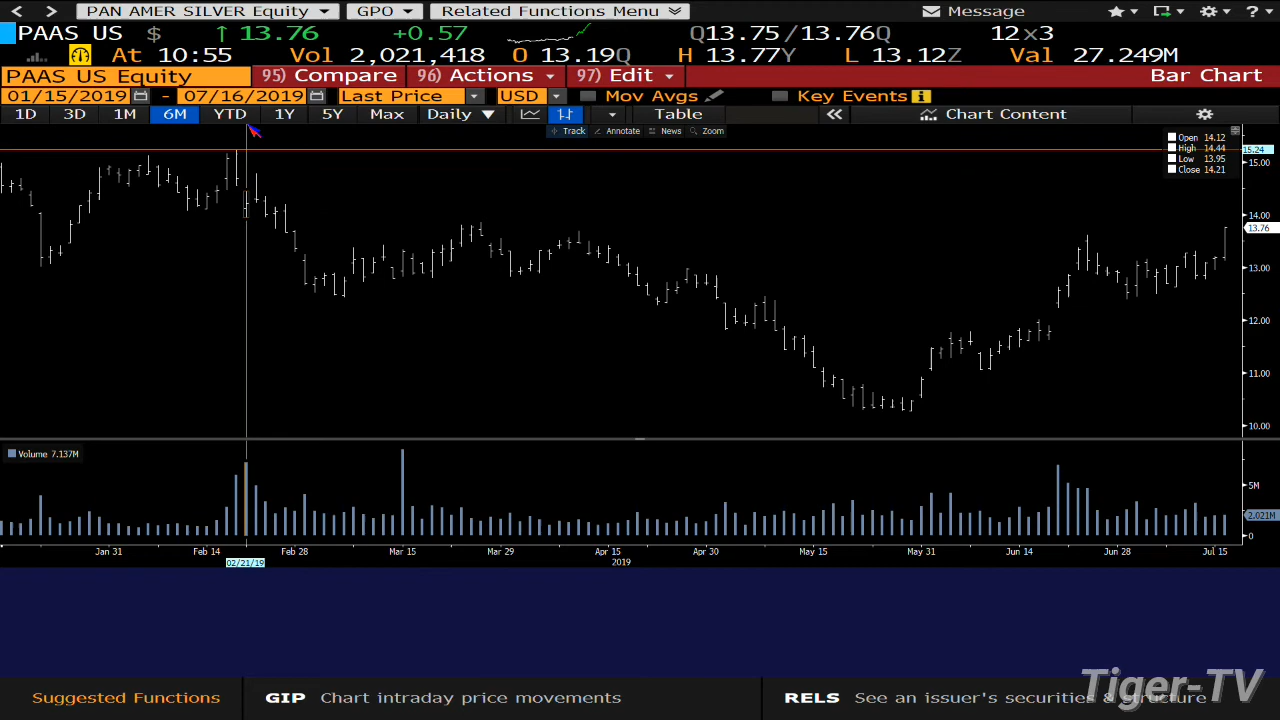 PAN AMER SILVER Equity GPO Related Functions Menu Message
PAAS US $ ↑ 13.76 +0.57 Q13.75/13.76Q 12×3
At 10:55 Vol 2,021,418 O 13.19Q H 13.77Y L 13.12Z Val 27.249M
PAAS US Equity 95) Compare 96) Actions 97) Edit Bar Chart
01/15/2019 - 07/16/2019 Last Price USD Mov Avgs Key Events
1D 3D 1M 6M YTD 1Y 5Y Max Daily Table Chart Content
Track Annotate News Zoom
Open 14.12
High 14.44
Low 13.95
Close 14.21
15.24
15.00
14.00
13.76
13.00
12.00
11.00
10.00
Volume 7.137M
5M
2.021M
0
Jan 31 Feb 14 Feb 28 Mar 15 Mar 29 Apr 15 Apr 30 May 15 May 31 Jun 14 Jun 28 Jul 15
02/21/19 2019
Suggested Functions GIP Chart intraday price movements RELS See an issuer's securities & structure
Tiger-TV